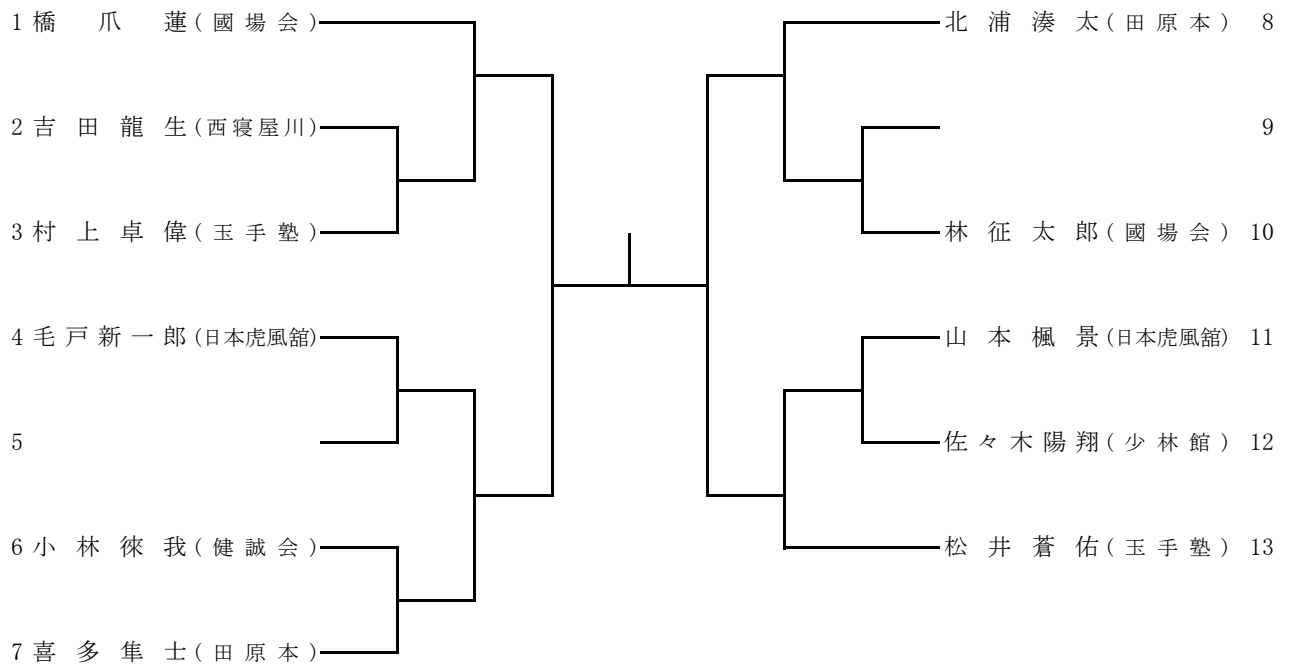 1 橋爪蓮(國場会)
2 吉田龍生(西寝屋川)
3 村上卓偉(玉手塾)
4 毛戸新一郎(日本虎風舘)
5
6 小林徠我(健誠会)
7 喜多隼士(田原本)
北浦湊太(田原本) 8
9
林征太郎(國場会) 10
山本楓景(日本虎風舘) 11
佐々木陽翔(少林館) 12
松井蒼佑(玉手塾) 13